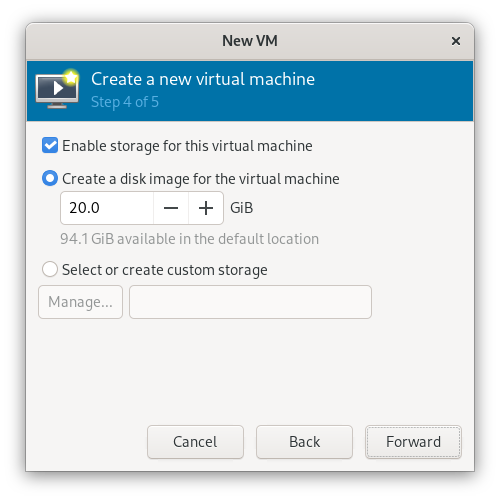 New VM
Create a new virtual machine
Step 4 of 5
Enable storage for this virtual machine
Create a disk image for the virtual machine
20.0 GiB
94.1 GiB available in the default location
Select or create custom storage
Manage...
Cancel Back Forward